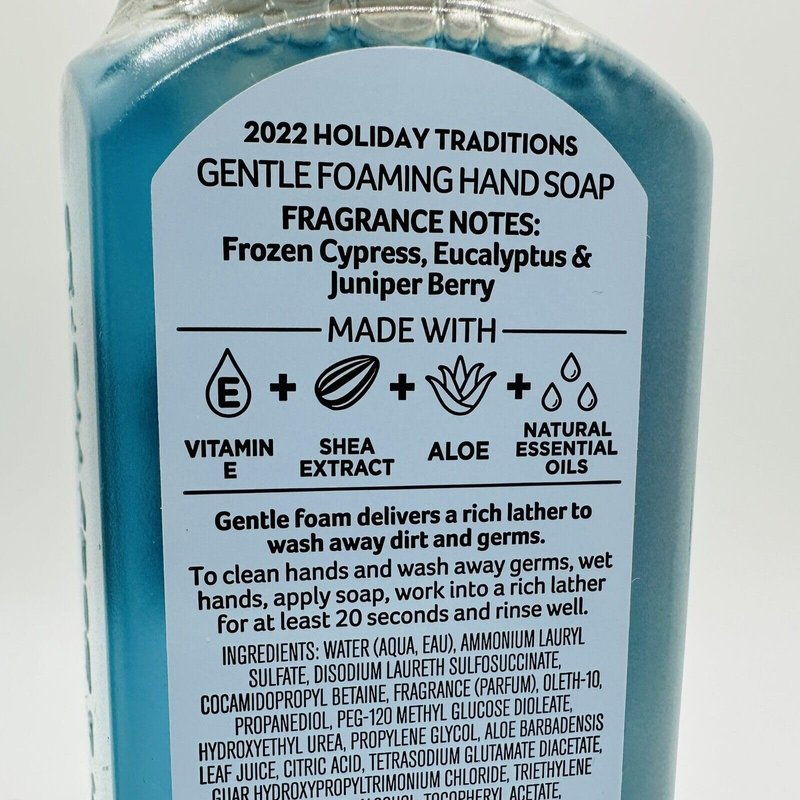 2022 HOLIDAY TRADITIONS
GENTLE FOAMING HAND SOAP
FRAGRANCE NOTES:
Frozen Cypress, Eucalyptus &
Juniper Berry
MADE WITH
E
VITAMIN
E
SHEA
EXTRACT
ALOE
NATURAL
ESSENTIAL
OILS
Gentle foam delivers a rich lather to
wash away dirt and germs.
To clean hands and wash away germs, wet
hands, apply soap, work into a rich lather
for at least 20 seconds and rinse well.
INGREDIENTS: WATER (AQUA, EAU), AMMONIUM LAURYL
SULFATE, DISODIUM LAURETH SULFOSUCCINATE,
COCAMIDOPROPYL BETAINE, FRAGRANCE (PARFUM), OLETH-10,
PROPANEDIOL, PEG-120 METHYL GLUCOSE DIOLEATE,
HYDROXYETHYL UREA, PROPYLENE GLYCOL, ALOE BARBADENSIS
LEAF JUICE, CITRIC ACID, TETRASODIUM GLUTAMATE DIACETATE,
GUAR HYDROXYPROPYLTRIMONIUM CHLORIDE, TRIETHYLENE
TOCOPHERYL ACETATE,